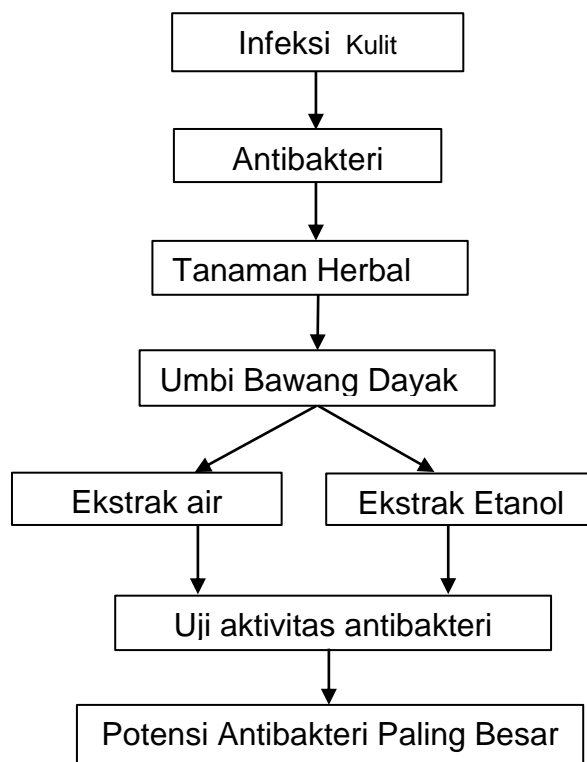 Infeksi Kulit
Antibakteri
Tanaman Herbal
Umbi Bawang Dayak
Ekstrak air
Ekstrak Etanol
Uji aktivitas antibakteri
Potensi Antibakteri Paling Besar